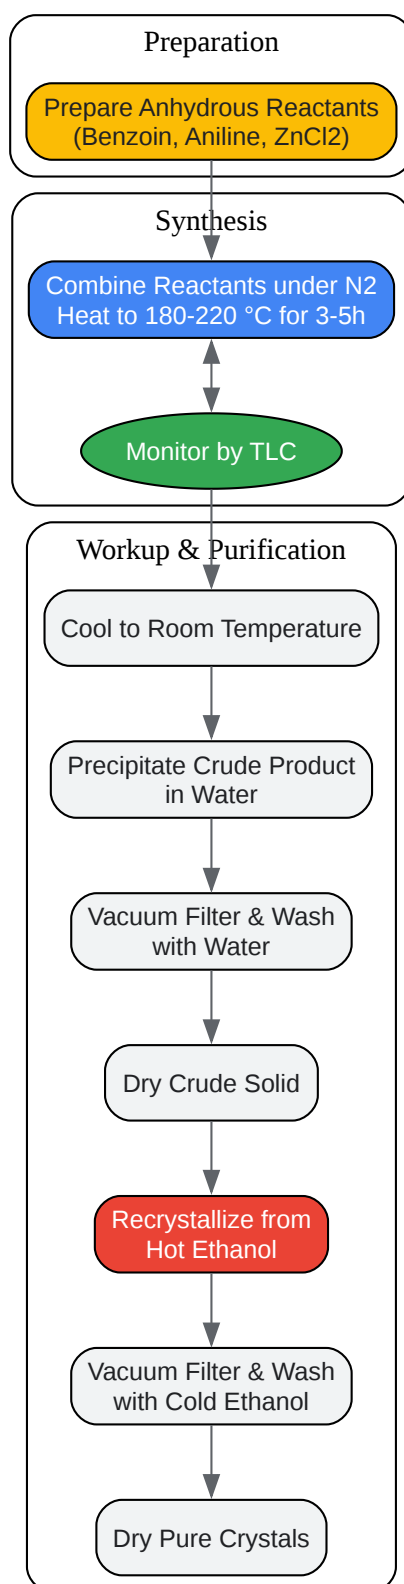 Preparation
Prepare Anhydrous Reactants
(Benzoin, Aniline, ZnCl2)
Synthesis
Combine Reactants under N2
Heat to 180-220 °C for 3-5h
Monitor by TLC
Workup & Purification
Cool to Room Temperature
Precipitate Crude Product
in Water
Vacuum Filter & Wash
with Water
Dry Crude Solid
Recrystallize from
Hot Ethanol
Vacuum Filter & Wash
with Cold Ethanol
Dry Pure Crystals